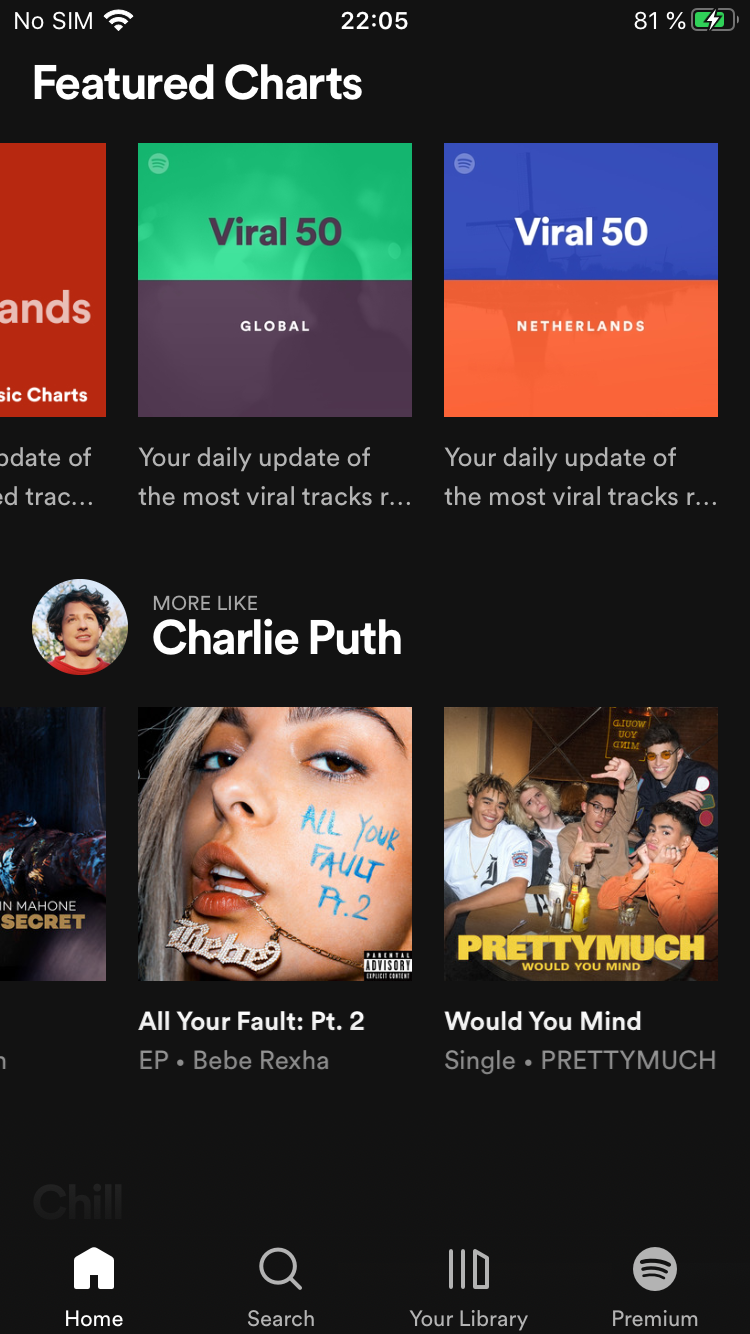 No SIM
22:05
81 %
Featured Charts
ands
sic Charts
Viral 50
GLOBAL
Viral 50
NETHERLANDS
date of
ed trac...
Your daily update of
the most viral tracks r...
Your daily update of
the most viral tracks r...
MORE LIKE
Charlie Puth
IN MAHONE
SECRET
ALL YOUR
FAULT
Pt.2
Bebe
PARENTAL
ADVISORY
EXPLICIT CONTENT
WOULD
YOU
MIND
PRETTYMUCH
WOULD YOU MIND
n
All Your Fault: Pt. 2
EP • Bebe Rexha
Would You Mind
Single • PRETTYMUCH
Chill
Home
Search
Your Library
Premium